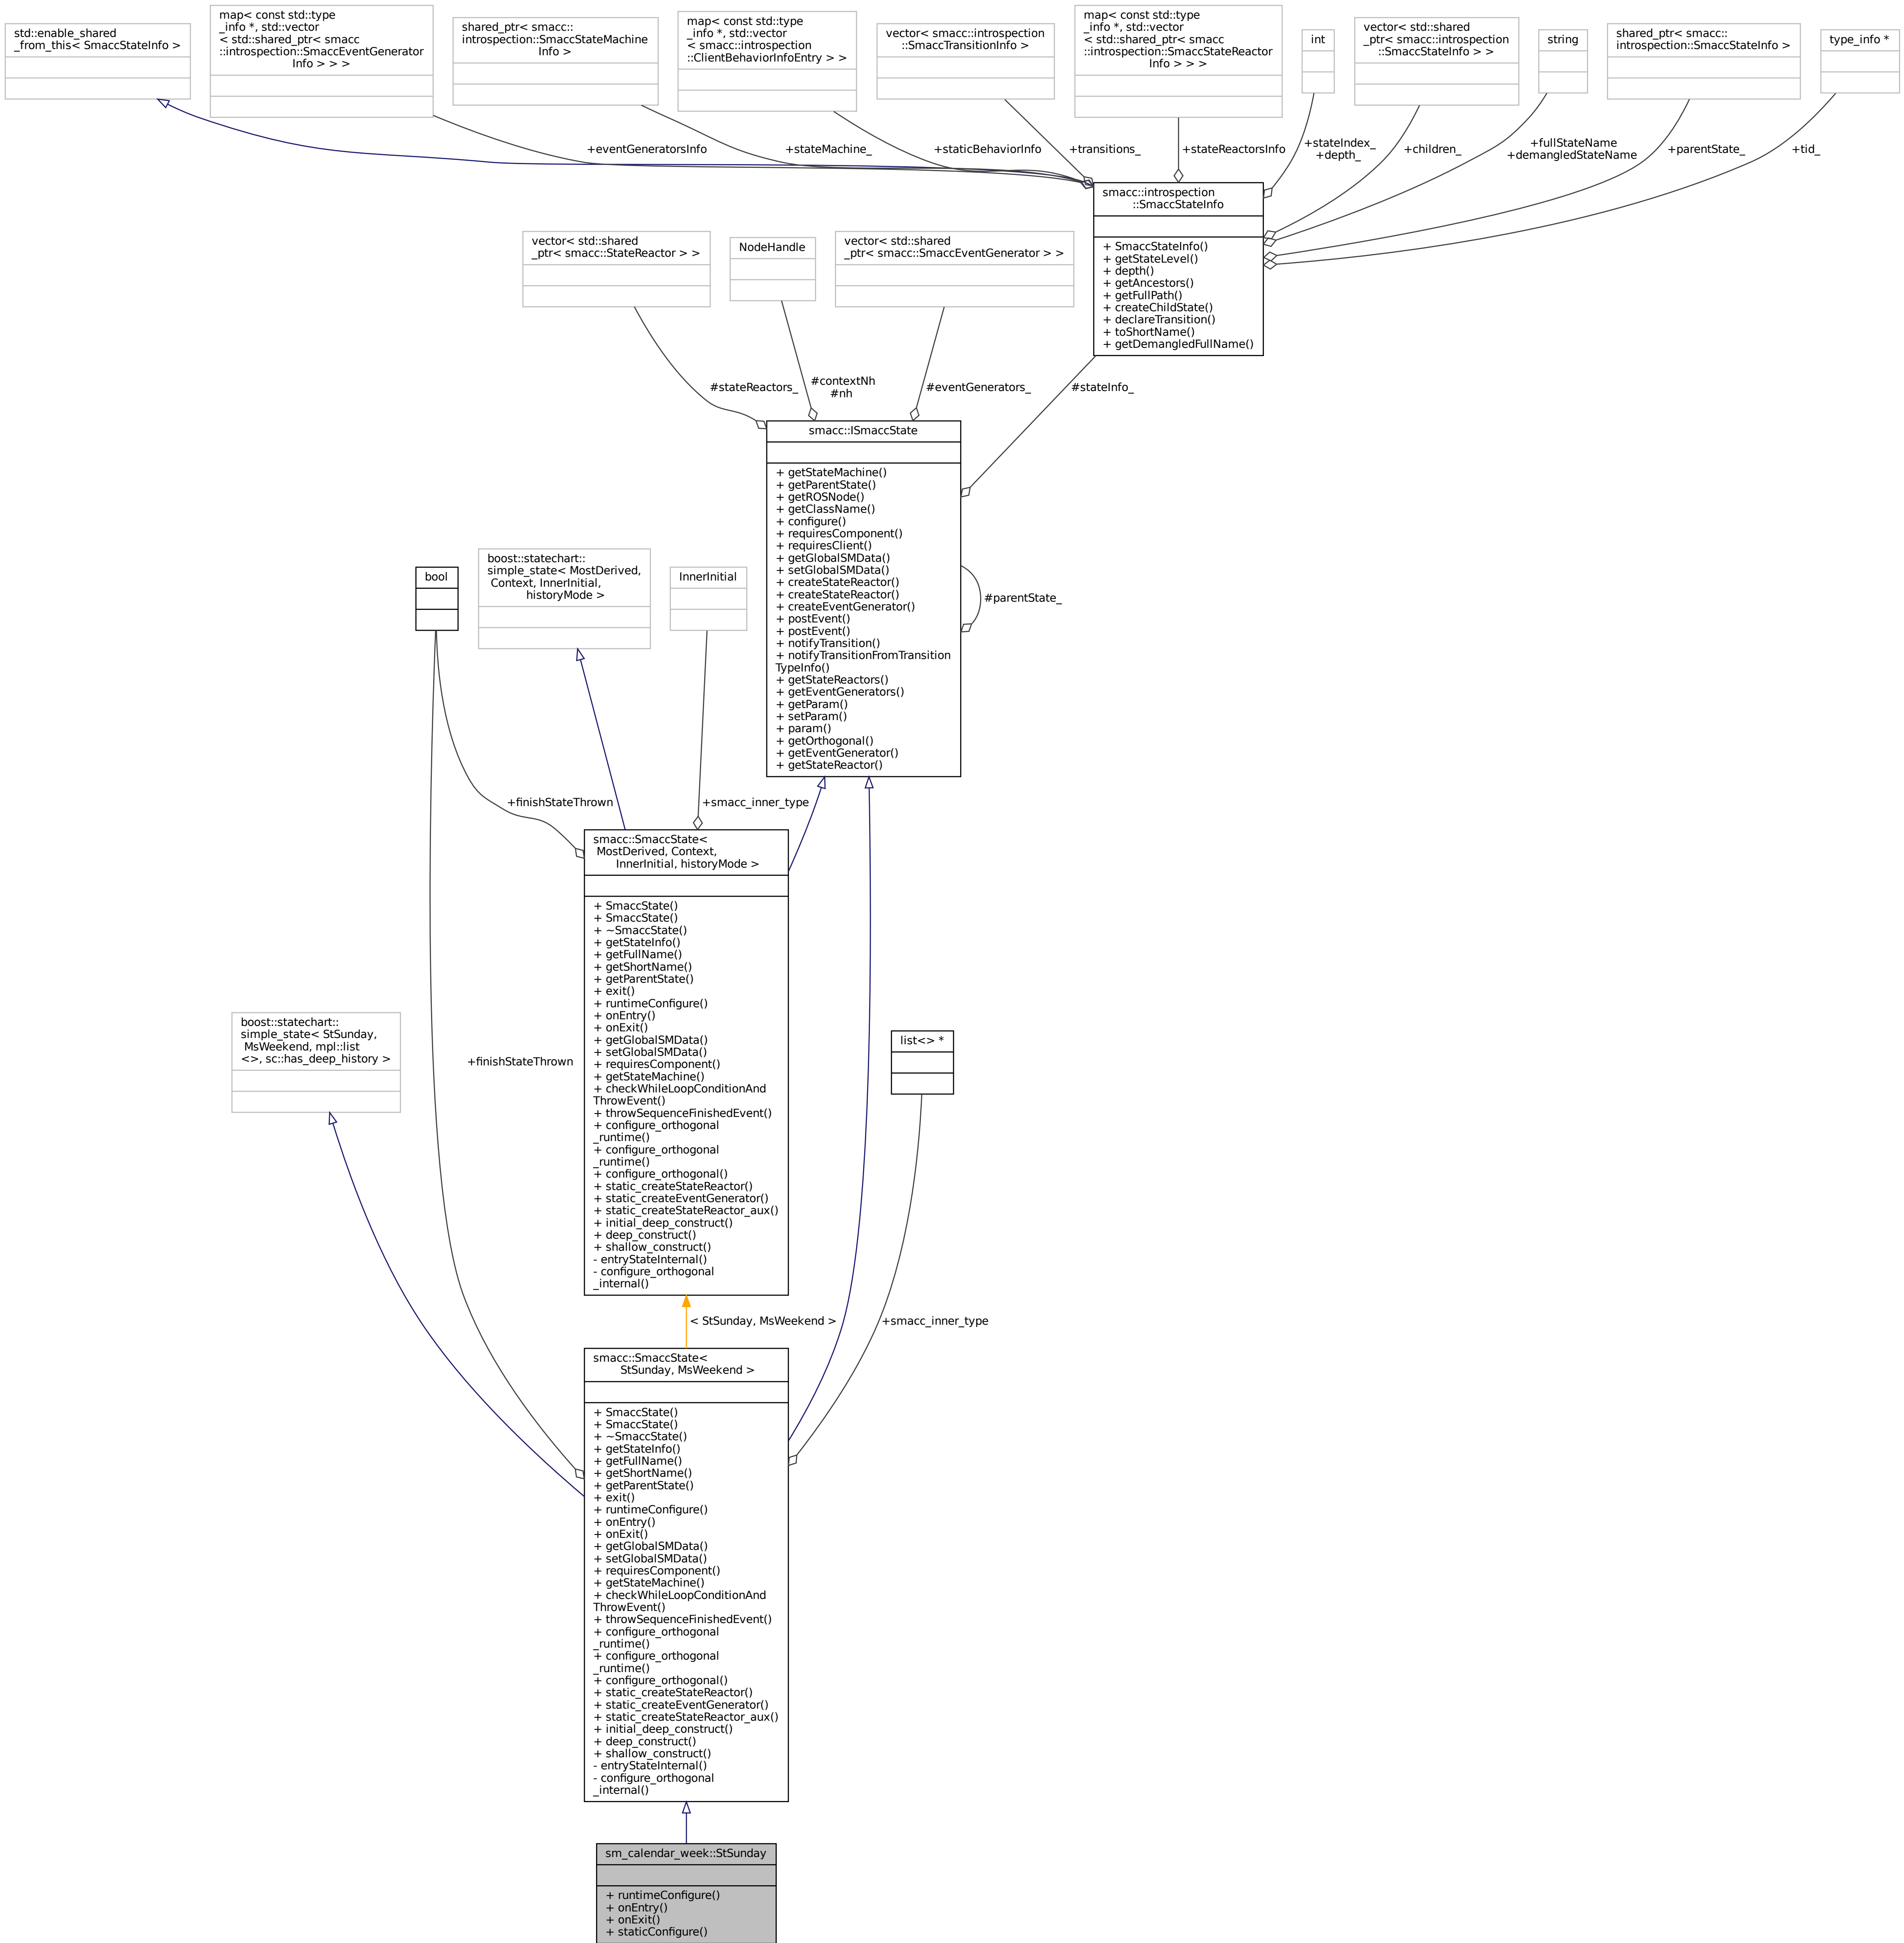 std::enable_shared
_from_this< SmaccStateInfo >
map< const std::type
_info *, std::vector
< std::shared_ptr< smacc
::introspection::SmaccEventGenerator
Info > > >
shared_ptr< smacc::
introspection::SmaccStateMachine
Info >
map< const std::type
_info *, std::vector
< smacc::introspection
::ClientBehaviorInfoEntry > >
vector< smacc::introspection
::SmaccTransitionInfo >
map< const std::type
_info *, std::vector
< std::shared_ptr< smacc
::introspection::SmaccStateReactor
Info > > >
int
vector< std::shared
_ptr< smacc::introspection
::SmaccStateInfo > >
string
shared_ptr< smacc::
introspection::SmaccStateInfo >
type_info *
+eventGeneratorsInfo
+stateMachine_
+staticBehaviorInfo
+transitions_
+stateReactorsInfo
+stateIndex_
+depth_
+children_
+fullStateName
+demangledStateName
+parentState_
+tid_
smacc::introspection
::SmaccStateInfo
+ SmaccStateInfo()
+ getStateLevel()
+ depth()
+ getAncestors()
+ getFullPath()
+ createChildState()
+ declareTransition()
+ toShortName()
+ getDemangledFullName()
vector< std::shared
_ptr< smacc::StateReactor > >
NodeHandle
vector< std::shared
_ptr< smacc::SmaccEventGenerator > >
#stateReactors_
#contextNh
#nh
#eventGenerators_
#stateInfo_
smacc::ISmaccState
+ getStateMachine()
+ getParentState()
+ getROSNode()
+ getClassName()
+ configure()
+ requiresComponent()
+ requiresClient()
+ getGlobalSMData()
+ setGlobalSMData()
+ createStateReactor()
+ createStateReactor()
+ createEventGenerator()
+ postEvent()
+ postEvent()
+ notifyTransition()
+ notifyTransitionFromTransition
TypeInfo()
+ getStateReactors()
+ getEventGenerators()
+ getParam()
+ setParam()
+ param()
+ getOrthogonal()
+ getEventGenerator()
+ getStateReactor()
#parentState_
bool
boost::statechart::
simple_state< MostDerived,
Context, InnerInitial,
historyMode >
InnerInitial
+finishStateThrown
+smacc_inner_type
smacc::SmaccState<
MostDerived, Context,
InnerInitial, historyMode >
+ SmaccState()
+ SmaccState()
+ ~SmaccState()
+ getStateInfo()
+ getFullName()
+ getShortName()
+ getParentState()
+ exit()
+ runtimeConfigure()
+ onEntry()
+ onExit()
+ getGlobalSMData()
+ setGlobalSMData()
+ requiresComponent()
+ getStateMachine()
+ checkWhileLoopConditionAnd
ThrowEvent()
+ throwSequenceFinishedEvent()
+ configure_orthogonal
_runtime()
+ configure_orthogonal
_runtime()
+ configure_orthogonal()
+ static_createStateReactor()
+ static_createEventGenerator()
+ static_createStateReactor_aux()
+ initial_deep_construct()
+ deep_construct()
+ shallow_construct()
- entryStateInternal()
- configure_orthogonal
_internal()
boost::statechart::
simple_state< StSunday,
MsWeekend, mpl::list
<>, sc::has_deep_history >
+finishStateThrown
list<> *
< StSunday, MsWeekend >
+smacc_inner_type
smacc::SmaccState<
StSunday, MsWeekend >
+ SmaccState()
+ SmaccState()
+ ~SmaccState()
+ getStateInfo()
+ getFullName()
+ getShortName()
+ getParentState()
+ exit()
+ runtimeConfigure()
+ onEntry()
+ onExit()
+ getGlobalSMData()
+ setGlobalSMData()
+ requiresComponent()
+ getStateMachine()
+ checkWhileLoopConditionAnd
ThrowEvent()
+ throwSequenceFinishedEvent()
+ configure_orthogonal
_runtime()
+ configure_orthogonal
_runtime()
+ configure_orthogonal()
+ static_createStateReactor()
+ static_createEventGenerator()
+ static_createStateReactor_aux()
+ initial_deep_construct()
+ deep_construct()
+ shallow_construct()
- entryStateInternal()
- configure_orthogonal
_internal()
sm_calendar_week::StSunday
+ runtimeConfigure()
+ onEntry()
+ onExit()
+ staticConfigure()